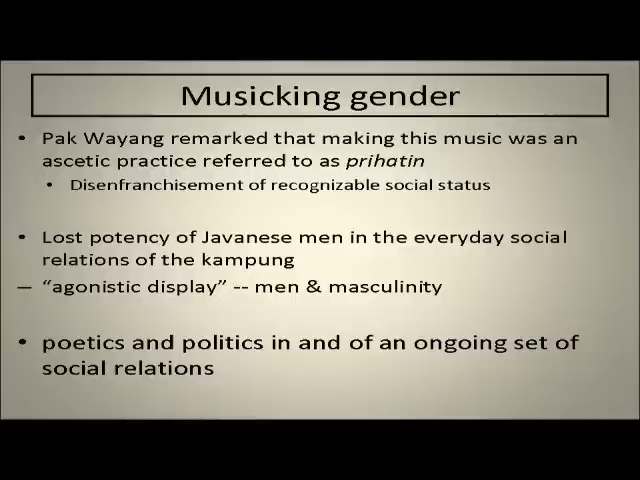 Musicking gender
• Pak Wayang remarked that making this music was an
ascetic practice referred to as prihatin
• Disenfranchisement of recognizable social status
• Lost potency of Javanese men in the everyday social
relations of the kampung
— “agonistic display” -- men & masculinity
• poetics and politics in and of an ongoing set of
social relations